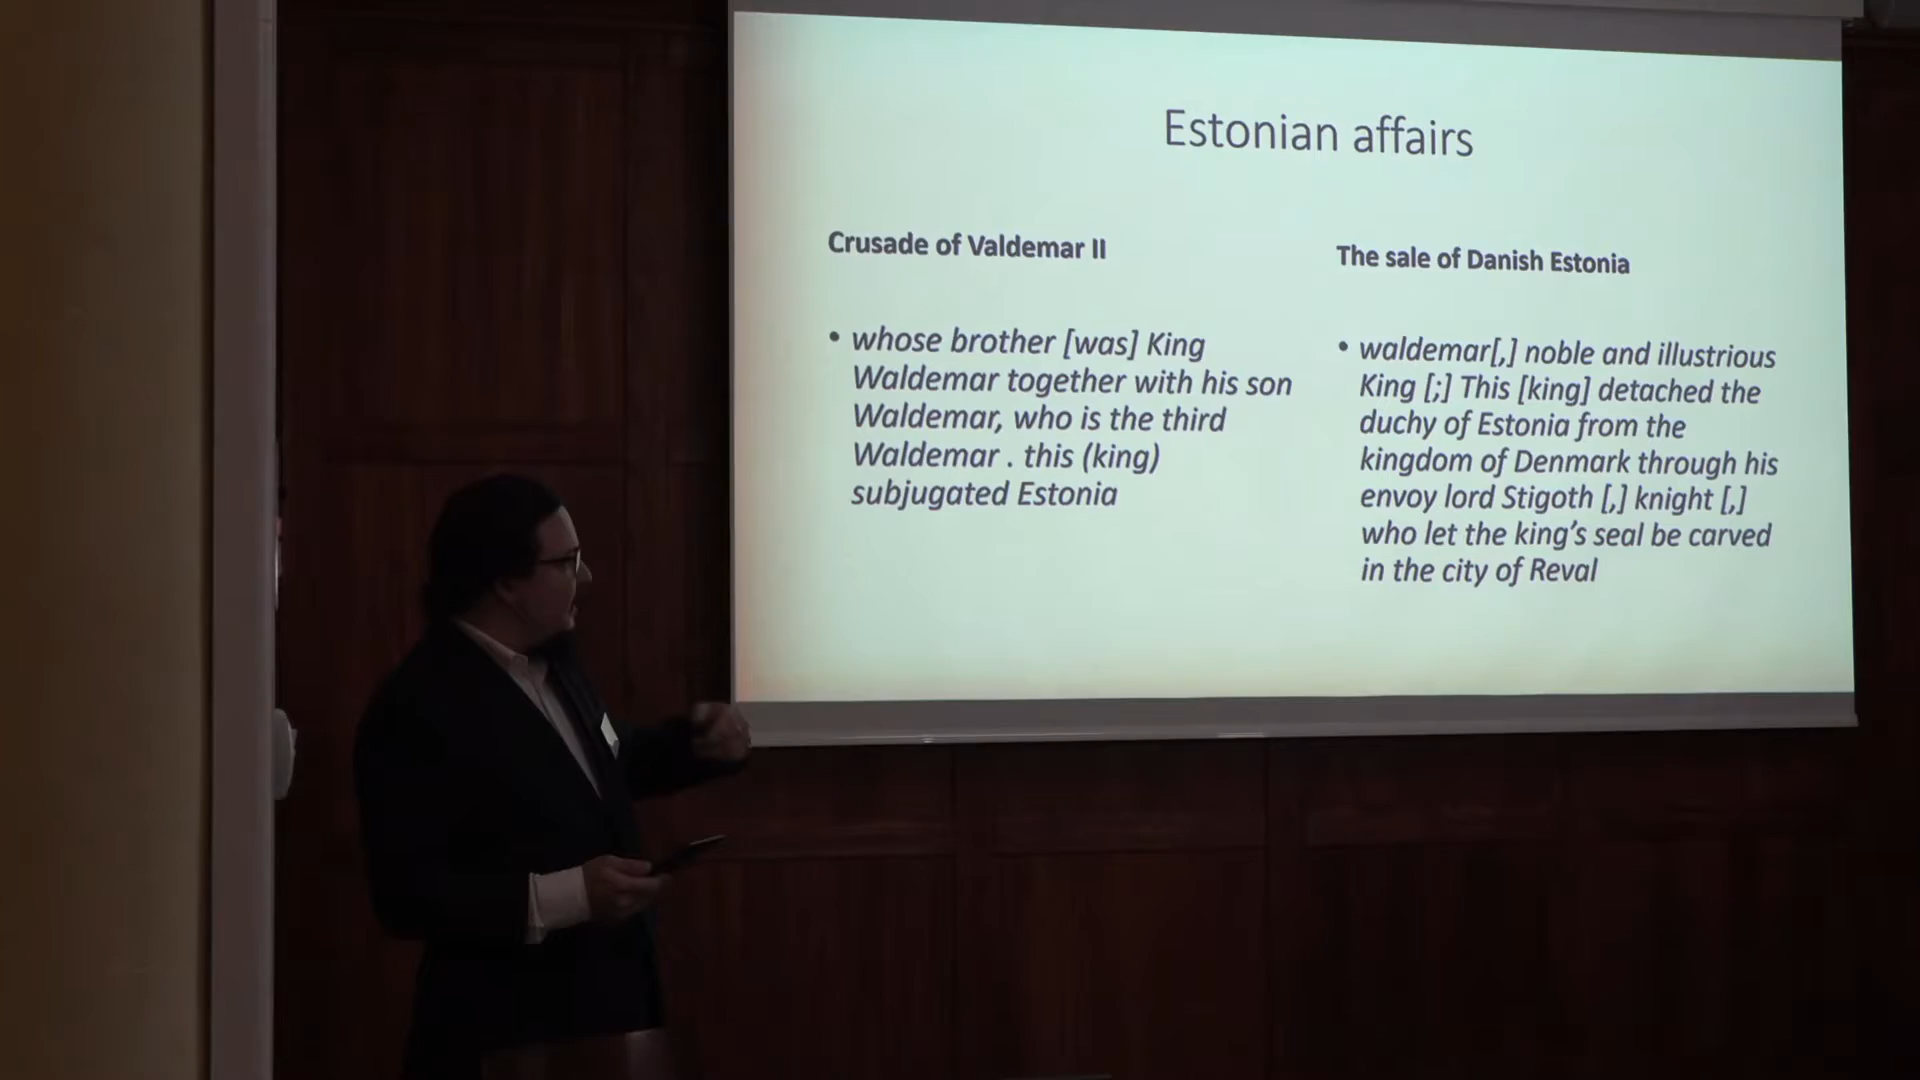 Estonian affairs
Crusade of Valdemar II
• whose brother [was] King
Waldemar together with his son
Waldemar, who is the third
Waldemar . this (king)
subjugated Estonia
The sale of Danish Estonia
• waldemar[,] noble and illustrious
King [;] This [king] detached the
duchy of Estonia from the
kingdom of Denmark through his
envoy lord Stigoth [,] knight [,]
who let the king’s seal be carved
in the city of Reval